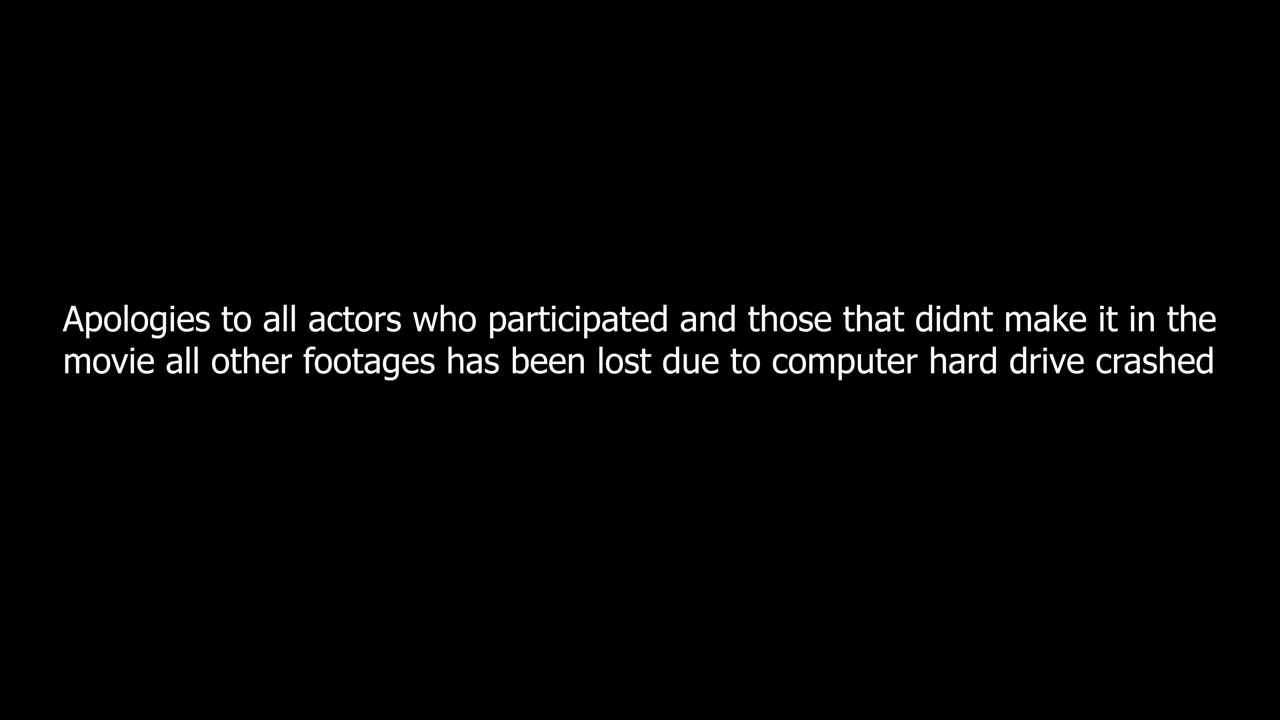 Apologies to all actors who participated and those that didnt make it in the
movie all other footages has been lost due to computer hard drive crashed